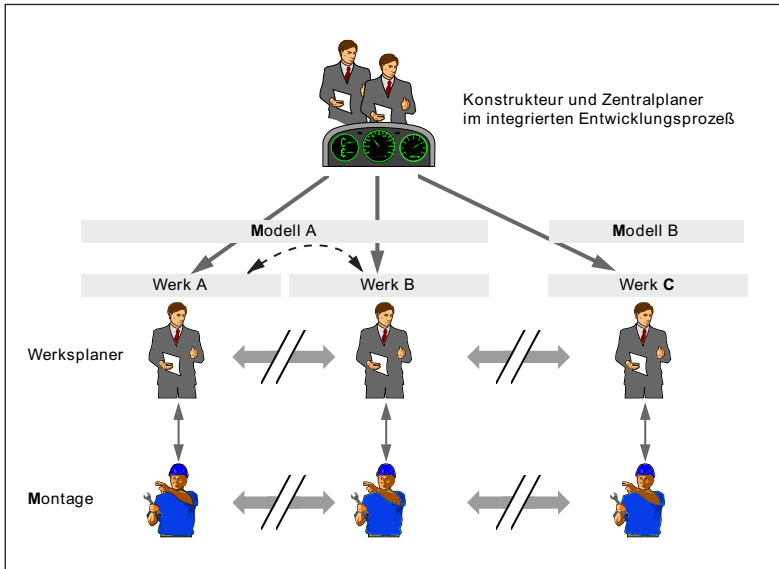 Konstrukteur und Zentralplaner
im integrierten Entwicklungsprozeß
Modell A
Modell B
Werk A
Werk B
Werk C
Werksplaner
Montage